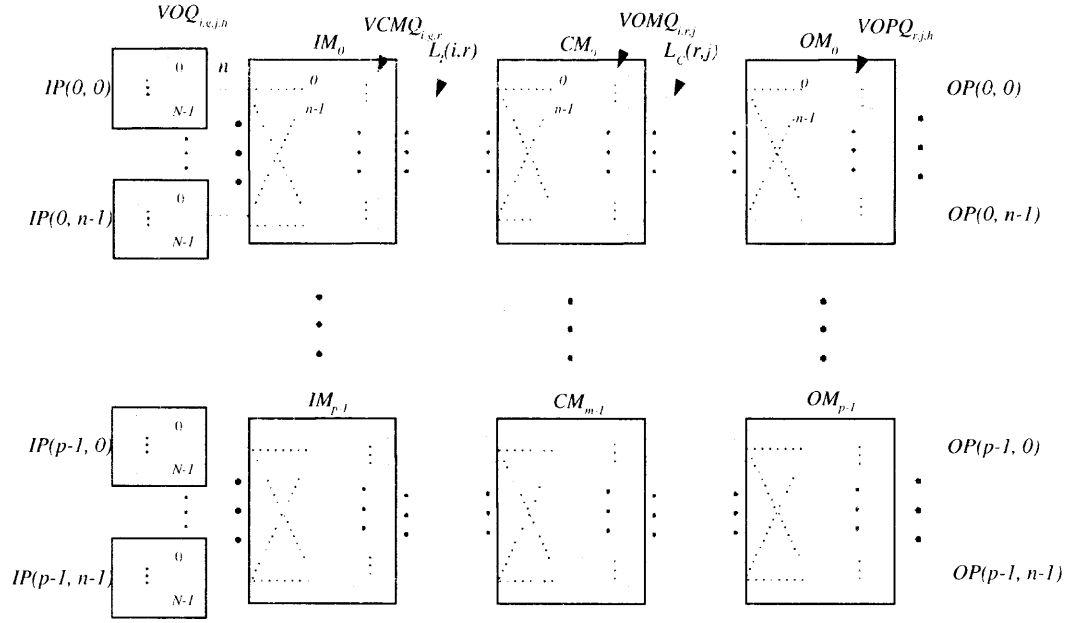 VOQ_{i,g,j,h}
VCMQ_{i,g,r}
VOMQ_{i,r,j}
VOPQ_{r,j,h}
IM_0
L_I(i,r)
CM_0
L_C(r,j)
OM_0
IP(0, 0)
0
N-1
n
0
n-1
0
n-1
0
n-1
OP(0, 0)
IP(0, n-1)
0
N-1
OP(0, n-1)
IM_{p-1}
CM_{m-1}
OM_{p-1}
IP(p-1, 0)
0
N-1
OP(p-1, 0)
IP(p-1, n-1)
0
N-1
OP(p-1, n-1)